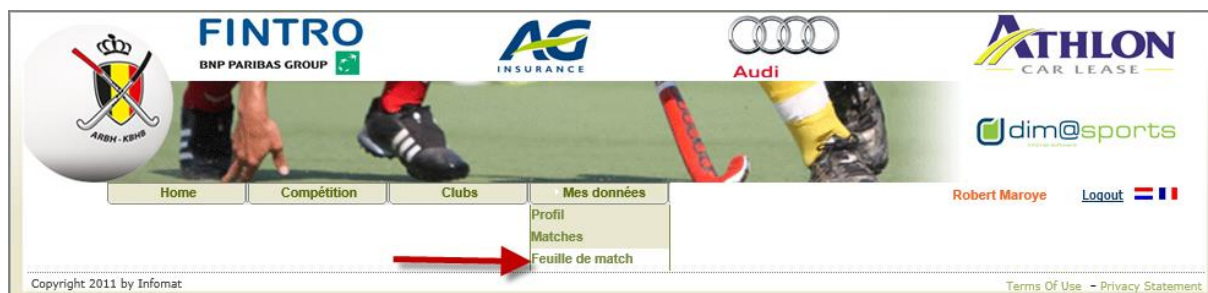 FINTRO
BNP PARIBAS GROUP
AG
INSURANCE
Audi
ATHLON
CAR LEASE
ARBH - KBHB
dim@sports
Home Compétition Clubs Mes données Robert Maroye Logout
Profil
Matches
Feuille de match
Copyright 2011 by Infomat Terms Of Use - Privacy Statement